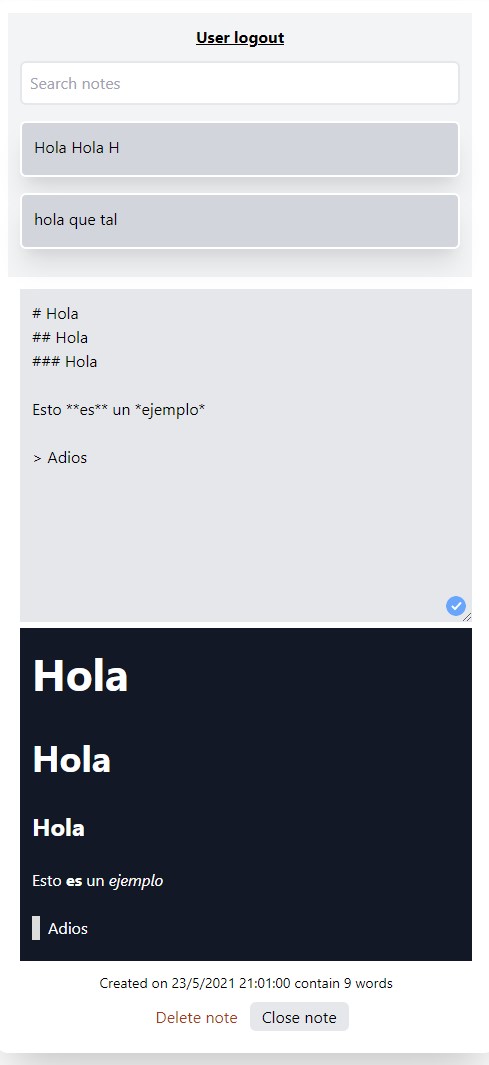 User logout
Search notes
Hola Hola H
hola que tal
# Hola
## Hola
### Hola
Esto **es** un *ejemplo*
> Adios
Hola
Hola
Hola
Esto es un ejemplo
Adios
Created on 23/5/2021 21:01:00 contain 9 words
Delete note Close note